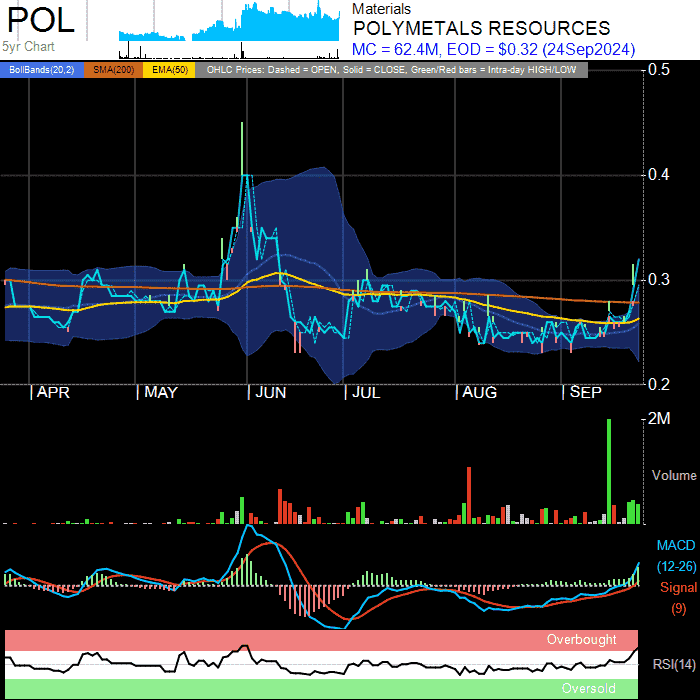 POL
5yr Chart
Materials
POLYMETALS RESOURCES
MC = 62.4M, EOD = $0.32 (24Sep2024)
BollBands(20,2) SMA(200) EMA(50) OHLC Prices: Dashed = OPEN, Solid = CLOSE, Green/Red bars = Intra-day HIGH/LOW
0.5
0.4
0.3
0.2
APR MAY JUN JUL AUG SEP
2M
Volume
MACD
(12-26)
Signal
(9)
Overbought
RSI(14)
Oversold